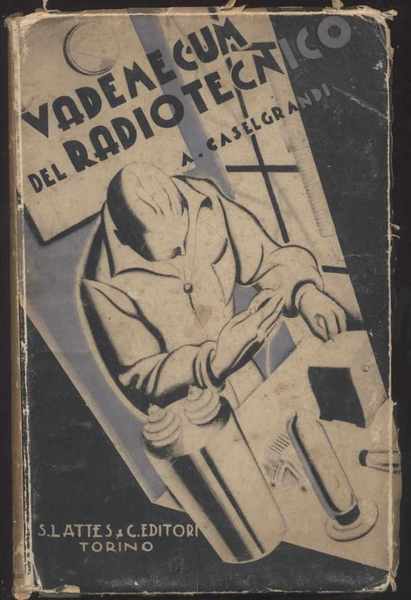 VADEMECUM
DEL RADIOTECNICO
A. CASELGRANDI
S. LATTES & C. EDITORI
TORINO